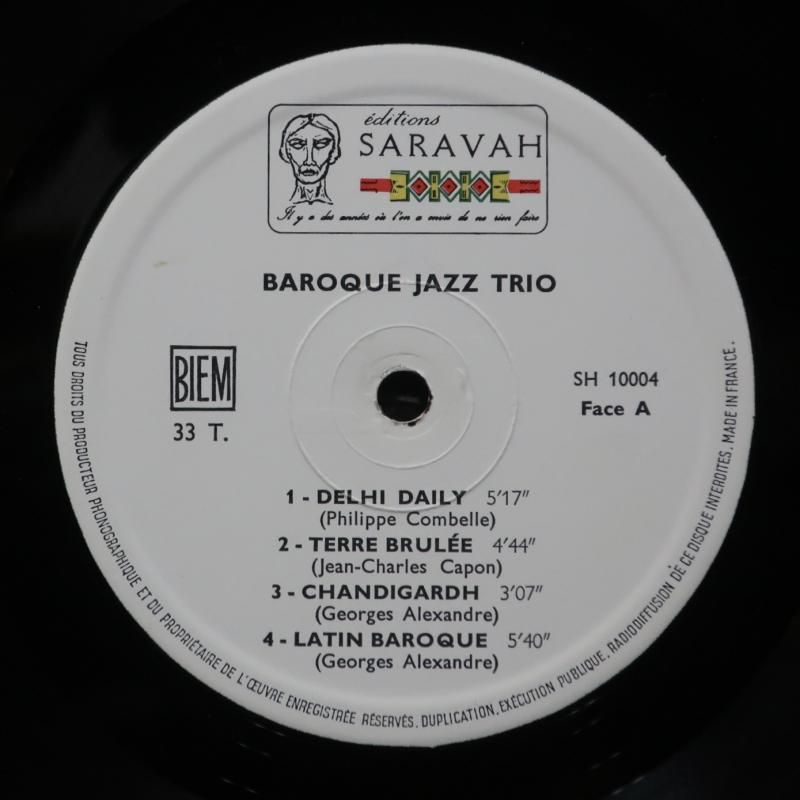 éditions
SARAVAH
Il y a des années où l'on a envie de ne rien faire
BAROQUE JAZZ TRIO
BIEM
33 T.
SH 10004
Face A
1 - DELHI DAILY 5'17"
(Philippe Combelle)
2 - TERRE BRULÉE 4'44"
(Jean-Charles Capon)
3 - CHANDIGARDH 3'07"
(Georges Alexandre)
4 - LATIN BAROQUE 5'40"
(Georges Alexandre)
TOUS DROITS DU PRODUCTEUR PHONOGRAPHIQUE ET DU PROPRIÉTAIRE DE L'ŒUVRE ENREGISTRÉE RÉSERVÉS. DUPLICATION, EXÉCUTION PUBLIQUE, RADIODIFFUSION DE CE DISQUE INTERDITES. MADE IN FRANCE.